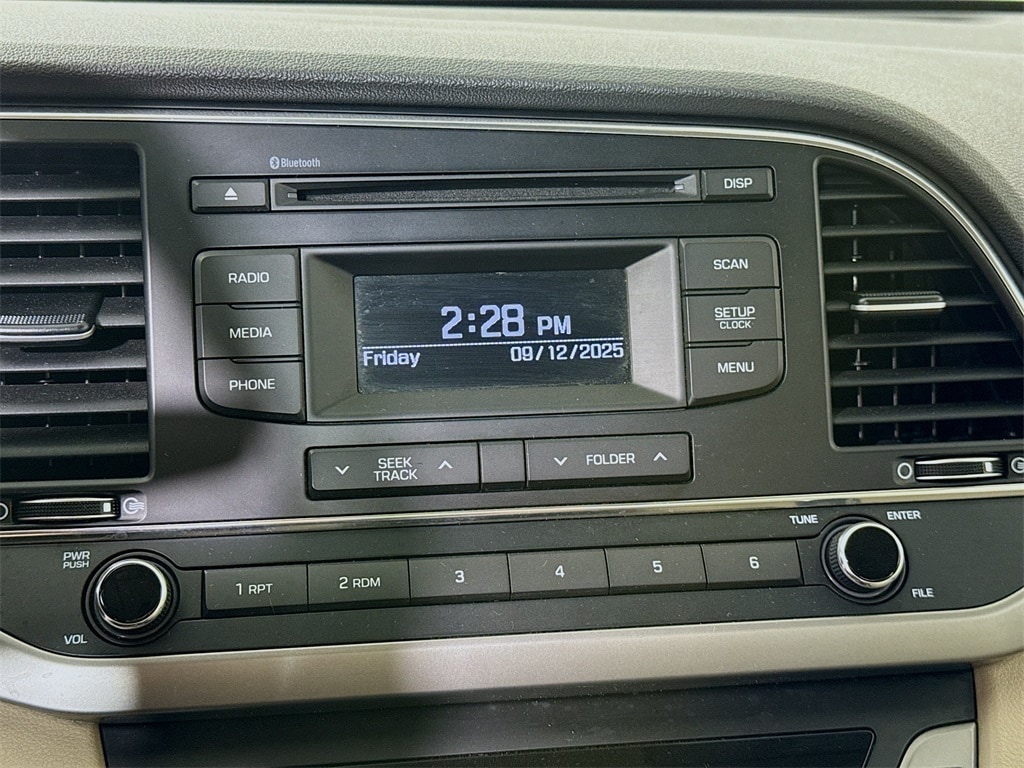 Bluetooth
DISP
RADIO
SCAN
MEDIA
2:28 PM
SETUP
CLOCK
Friday 09/12/2025
PHONE
MENU
SEEK
TRACK
FOLDER
TUNE ENTER
PWR
PUSH
1 RPT 2 RDM 3 4 5 6
FILE
VOL